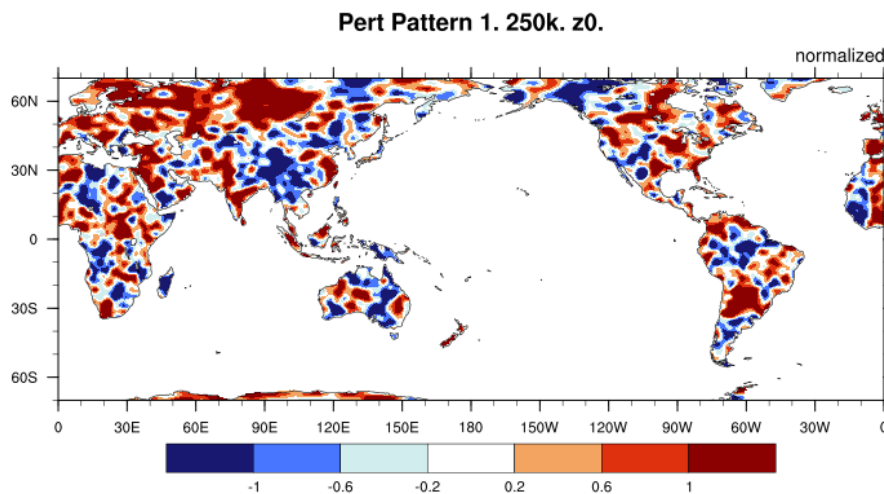 Pert Pattern 1. 250k. z0.
normalized
60N
30N
0
30S
60S
0 30E 60E 90E 120E 150E 180 150W 120W 90W 60W 30W 0
-1 -0.6 -0.2 0.2 0.6 1